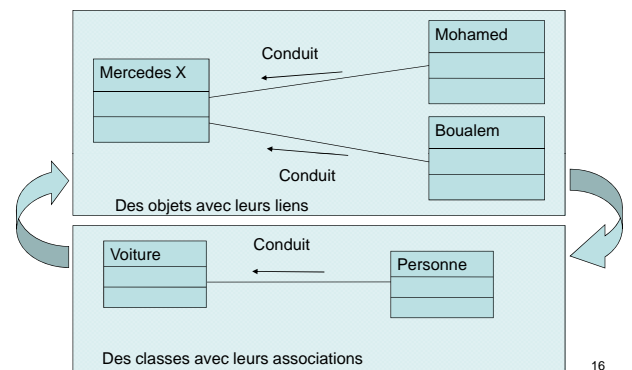 Mohamed
Conduit
Mercedes X
Boualem
Conduit
Des objets avec leurs liens
Voiture
Conduit
Personne
Des classes avec leurs associations
16